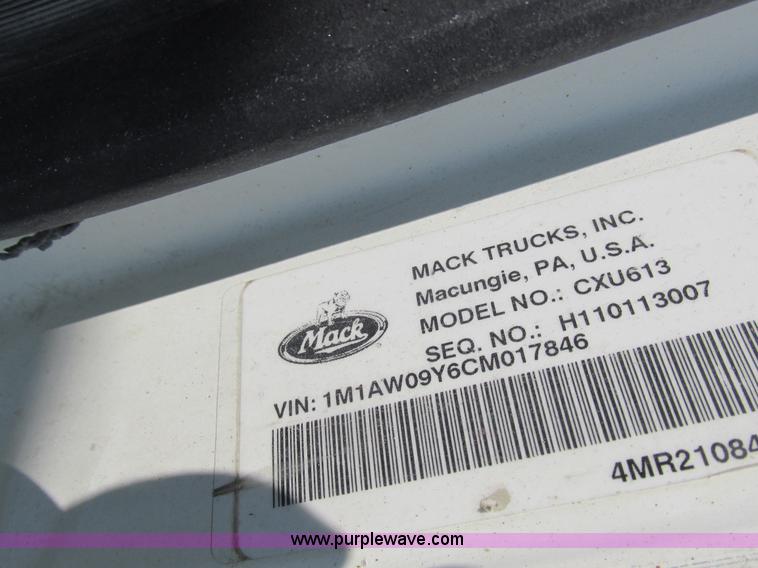 MACK TRUCKS, INC.
Macungie, PA, U.S.A.
MODEL NO.: CXU613
SEQ. NO.: H110113007
Mack
VIN: 1M1AW09Y6CM017846
4MR21084
www.purplewave.com